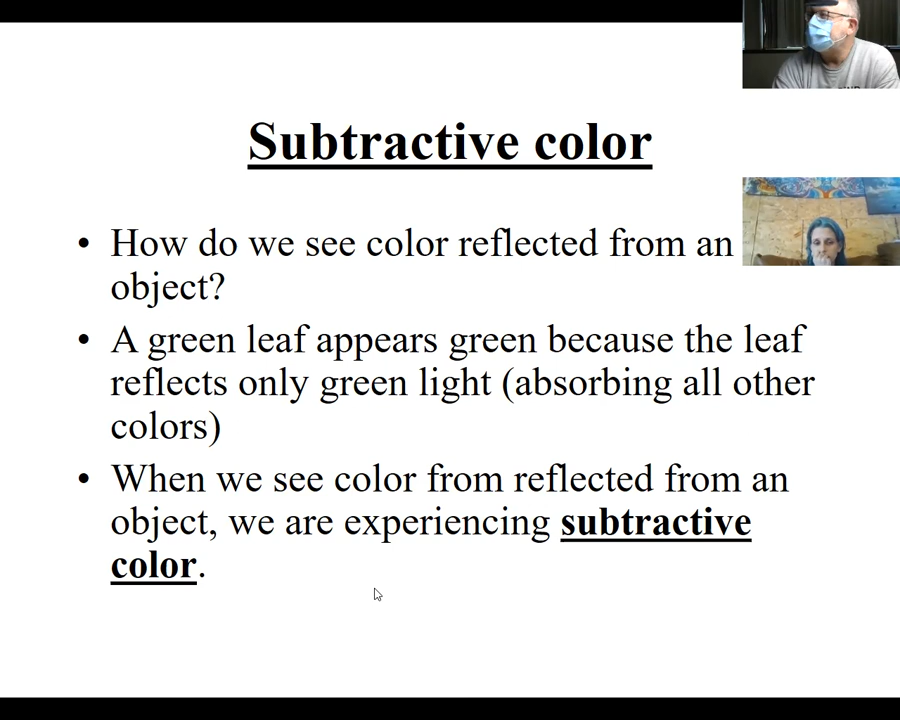 Subtractive color
• How do we see color reflected from an
object?
• A green leaf appears green because the leaf
reflects only green light (absorbing all other
colors)
• When we see color from reflected from an
object, we are experiencing subtractive
color.